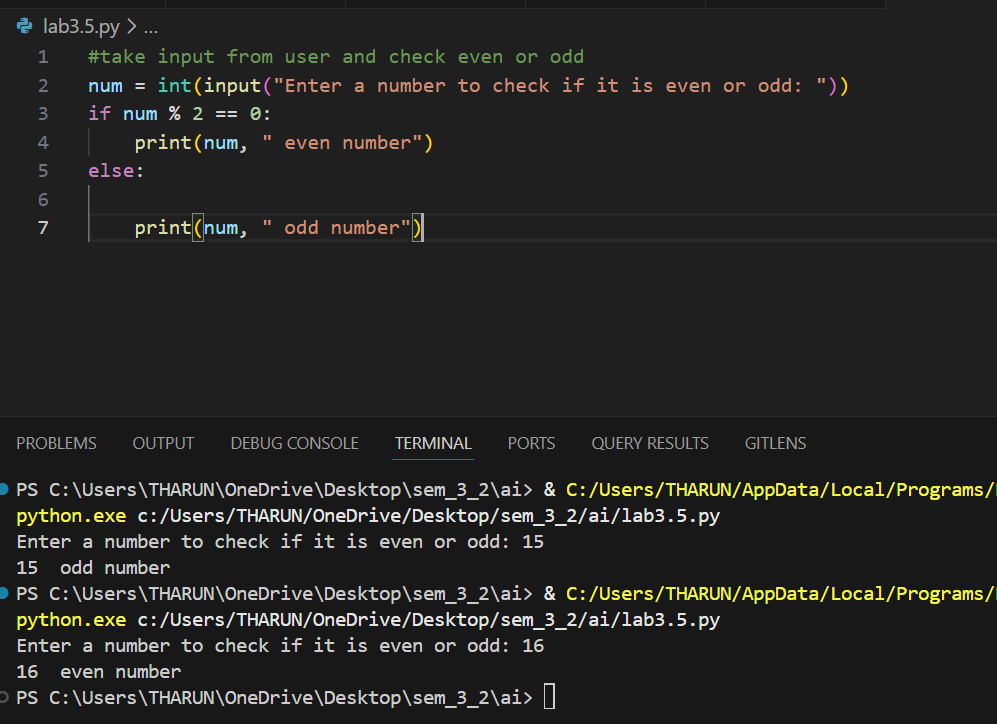 lab3.5.py > ...
1 #take input from user and check even or odd
2 num = int(input("Enter a number to check if it is even or odd: "))
3 if num % 2 == 0:
4     print(num, " even number")
5 else:
6
7     print(num, " odd number")
PROBLEMS OUTPUT DEBUG CONSOLE TERMINAL PORTS QUERY RESULTS GITLENS
PS C:\Users\THARUN\OneDrive\Desktop\sem_3_2\ai> & C:/Users/THARUN/AppData/Local/Programs/
python.exe c:/Users/THARUN/OneDrive/Desktop/sem_3_2/ai/lab3.5.py
Enter a number to check if it is even or odd: 15
15  odd number
PS C:\Users\THARUN\OneDrive\Desktop\sem_3_2\ai> & C:/Users/THARUN/AppData/Local/Programs/
python.exe c:/Users/THARUN/OneDrive/Desktop/sem_3_2/ai/lab3.5.py
Enter a number to check if it is even or odd: 16
16  even number
PS C:\Users\THARUN\OneDrive\Desktop\sem_3_2\ai>